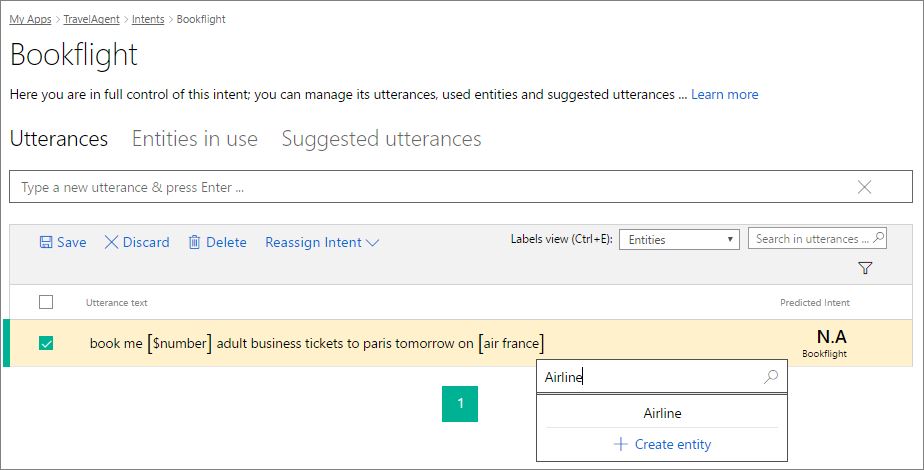 My Apps > TravelAgent > Intents > Bookflight
Bookflight
Here you are in full control of this intent; you can manage its utterances, used entities and suggested utterances ... Learn more
Utterances Entities in use Suggested utterances
Type a new utterance & press Enter ...
Save Discard Delete Reassign Intent Labels view (Ctrl+E): Entities Search in utterances ...
Utterance text Predicted Intent
book me [$number] adult business tickets to paris tomorrow on [air france] N.A
Bookflight
Airline
1
Airline
+ Create entity